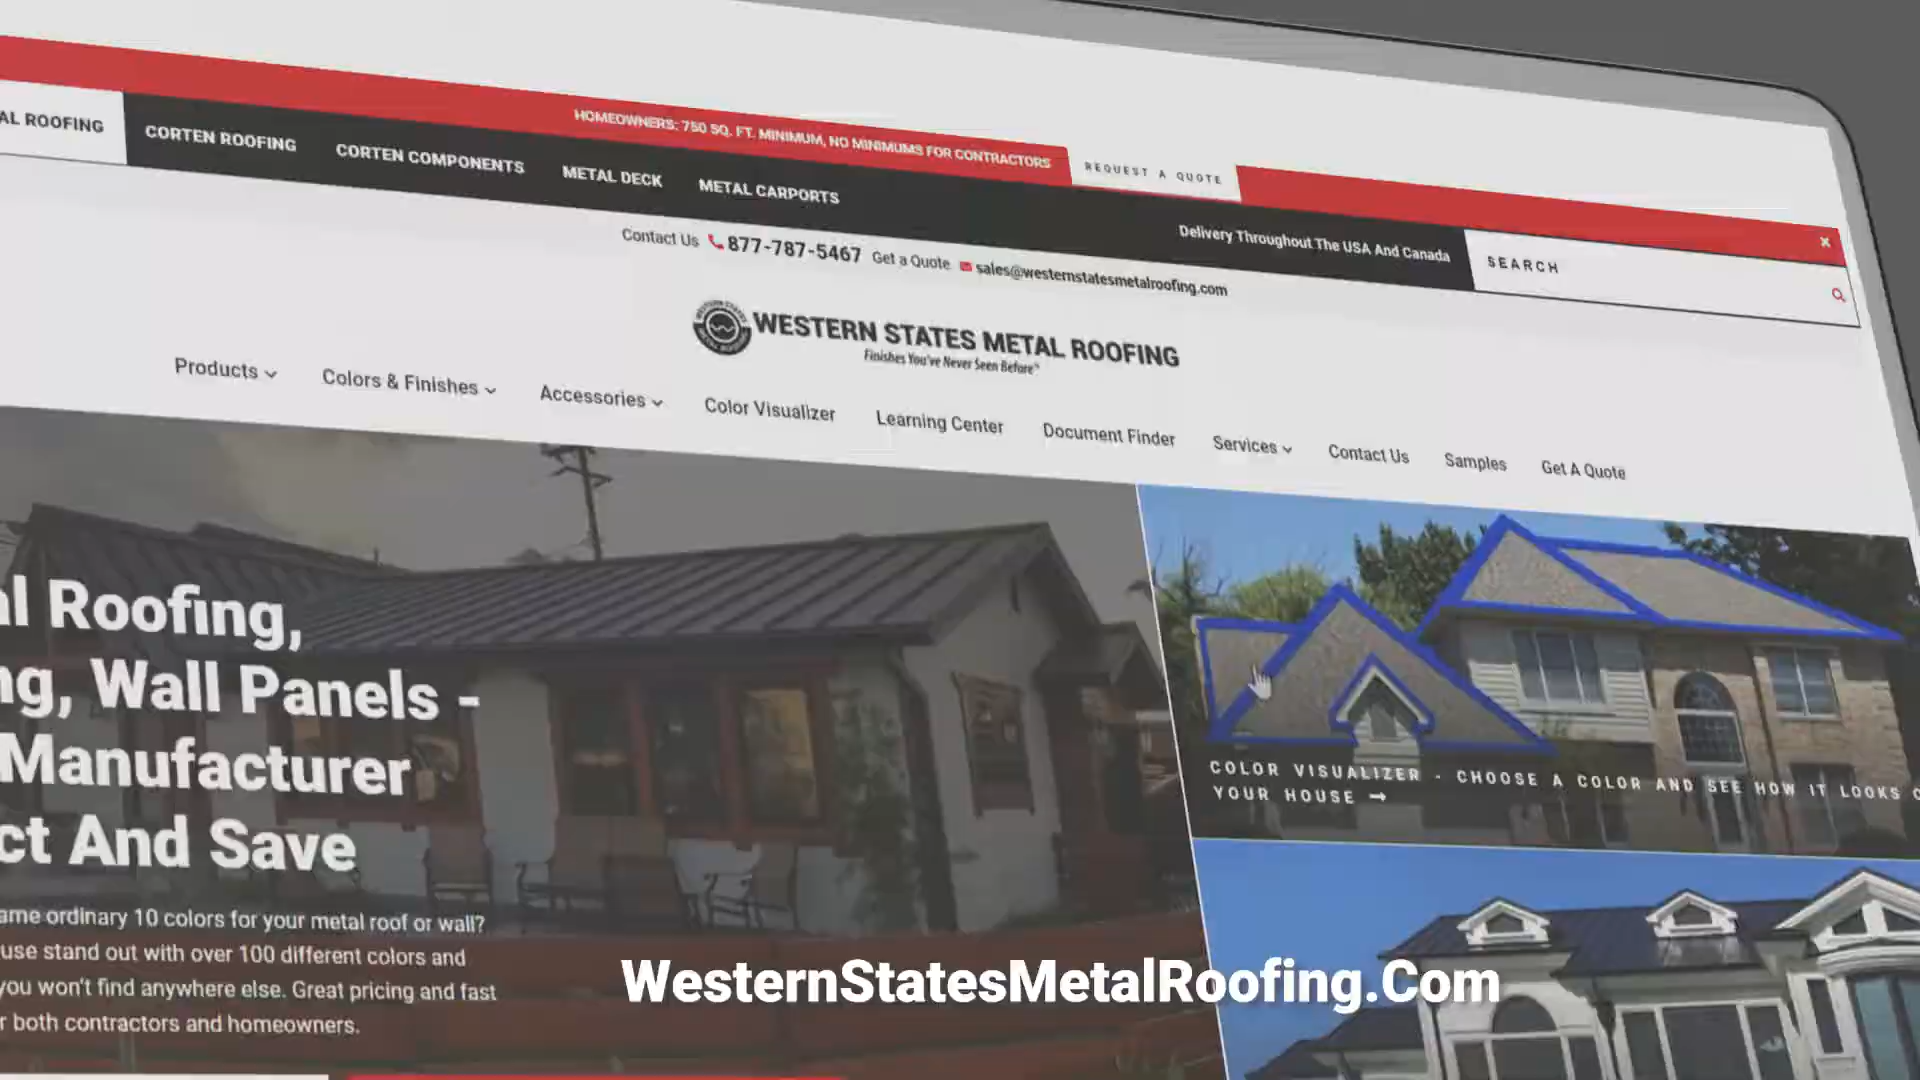 HOMEOWNERS: 750 SQ. FT. MINIMUM, NO MINIMUMS FOR CONTRACTORS
REQUEST A QUOTE
AL ROOFING
CORTEN ROOFING
CORTEN COMPONENTS
METAL DECK
METAL CARPORTS
Delivery Throughout The USA And Canada
SEARCH
Contact Us 877-787-5467 Get a Quote sales@westernstatesmetalroofing.com
WESTERN STATES METAL ROOFING
Finishes You've Never Seen Before
Products
Colors & Finishes
Accessories
Color Visualizer
Learning Center
Document Finder
Services
Contact Us
Samples
Get A Quote
al Roofing,
ng, Wall Panels -
Manufacturer
ct And Save
ame ordinary 10 colors for your metal roof or wall?
use stand out with over 100 different colors and
you won't find anywhere else. Great pricing and fast
r both contractors and homeowners.
COLOR VISUALIZER - CHOOSE A COLOR AND SEE HOW IT LOOKS
YOUR HOUSE →
WesternStatesMetalRoofing.Com